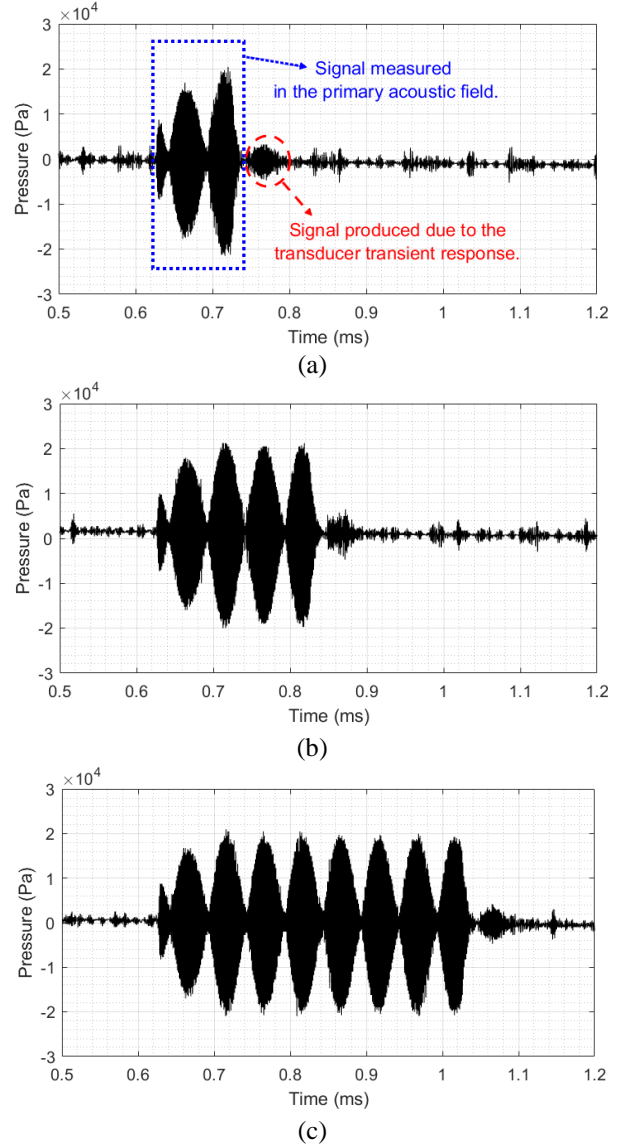 ×10⁴
3
2
1
0
-1
-2
-3
Pressure (Pa)
Signal measured
in the primary acoustic field.
Signal produced due to the
transducer transient response.
0.5 0.6 0.7 0.8 0.9 1 1.1 1.2
Time (ms)
(a)
×10⁴
3
2
1
0
-1
-2
-3
Pressure (Pa)
0.5 0.6 0.7 0.8 0.9 1 1.1 1.2
Time (ms)
(b)
×10⁴
3
2
1
0
-1
-2
-3
Pressure (Pa)
0.5 0.6 0.7 0.8 0.9 1 1.1 1.2
Time (ms)
(c)